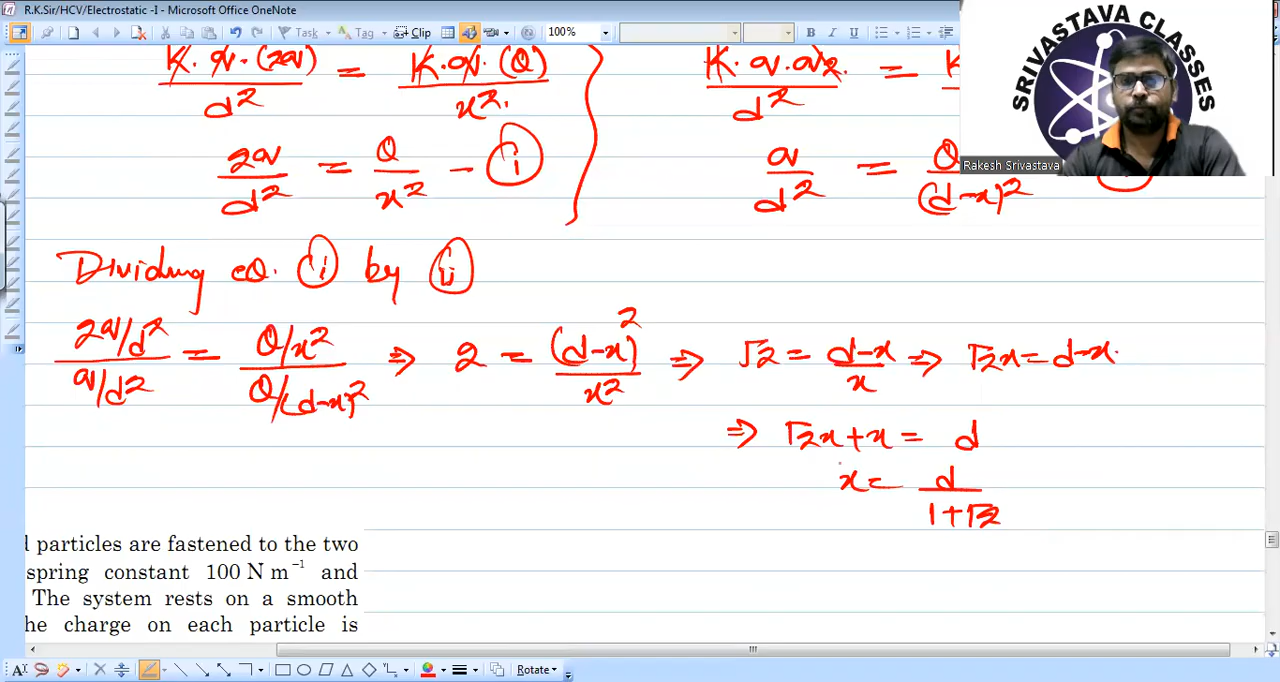 R.K.Sir/HCV/Electrostatic -I - Microsoft Office OneNote
Task Tag Clip 100% B I U
K. q. (2q) / d² = K. q. (Q) / x².
K. q. q / d² = K
2q/d² = Q/x² - (i)
q/d² = Q/(d-x)²
Dividing eq. (i) by (ii)
2q/d² / q/d² = Q/x² / Q/(d-x)² ⇒ 2 = (d-x)² / x² ⇒ √2 = d-x / x ⇒ √2x = d-x.
⇒ √2x + x = d
x = d / 1+√2
d particles are fastened to the two
spring constant 100 N m⁻¹ and
The system rests on a smooth
he charge on each particle is
SRIVASTAVA CLASSES
Rakesh Srivastava
Rotate